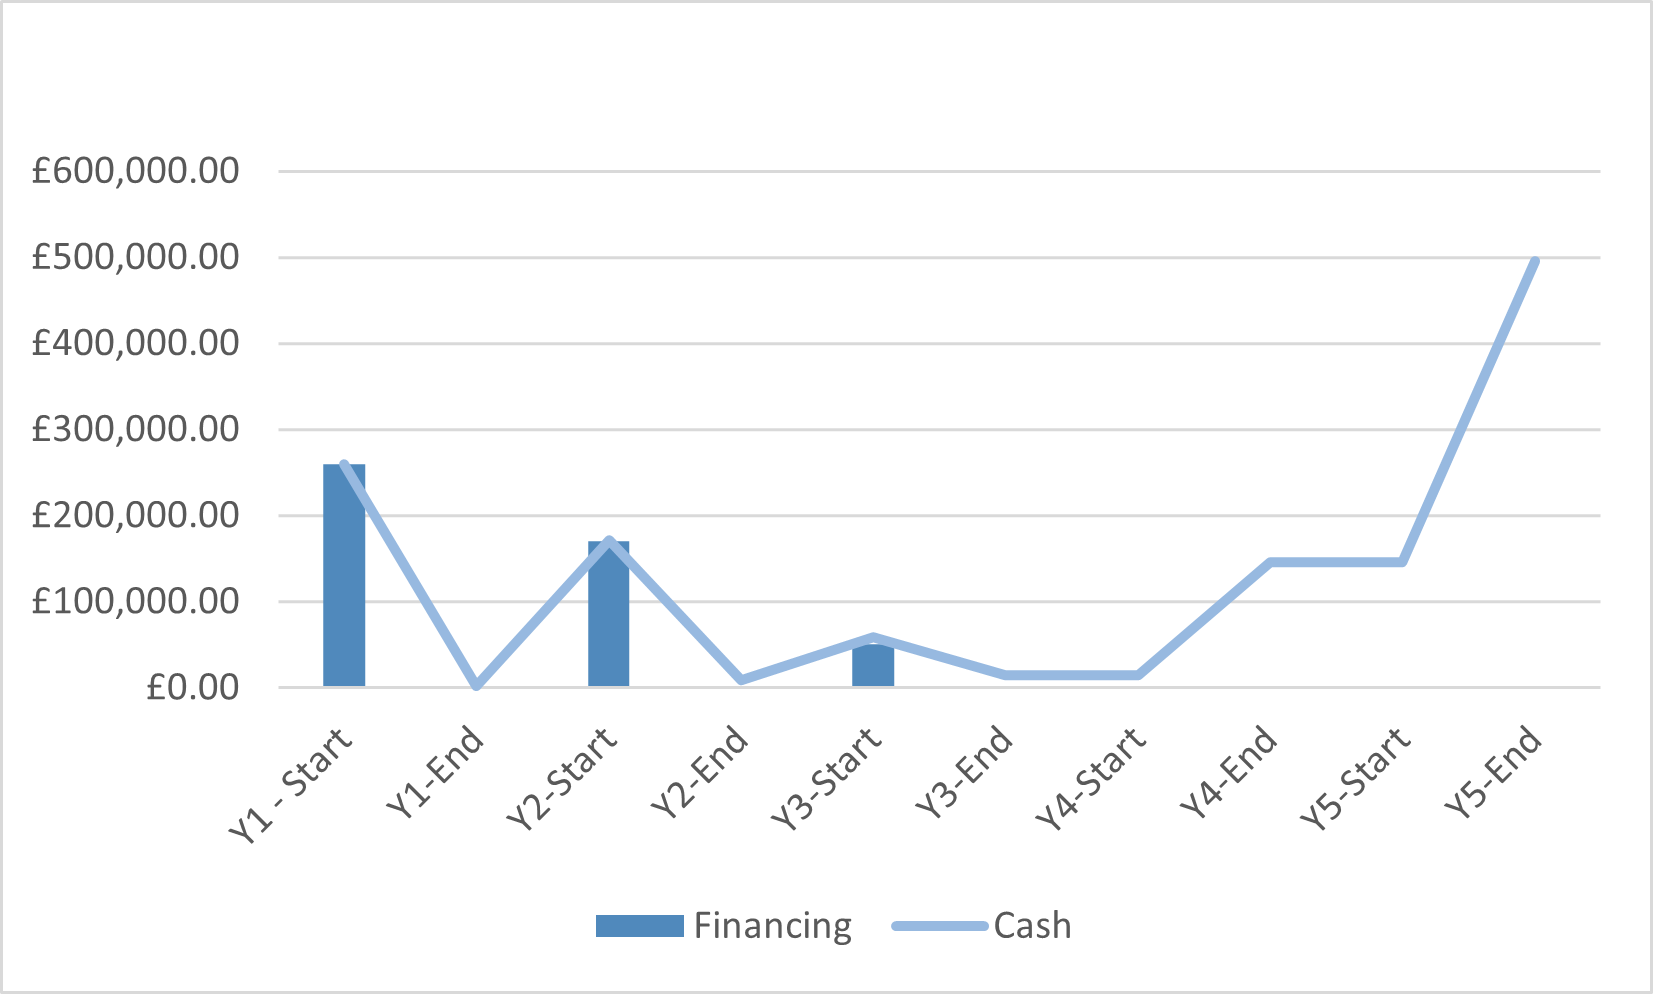 £600,000.00
£500,000.00
£400,000.00
£300,000.00
£200,000.00
£100,000.00
£0.00
Y1 - Start
Y1-End
Y2-Start
Y2-End
Y3-Start
Y3-End
Y4-Start
Y4-End
Y5-Start
Y5-End
Financing
Cash